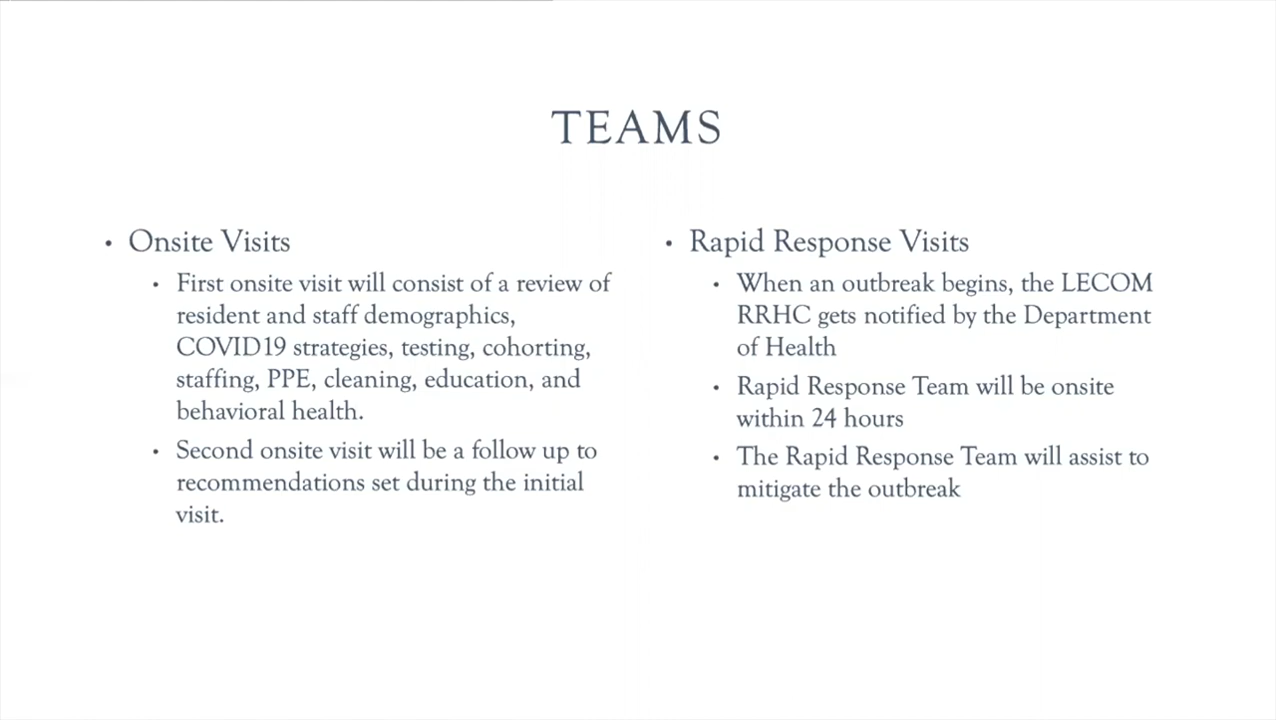 TEAMS
• Onsite Visits
• First onsite visit will consist of a review of
resident and staff demographics,
COVID19 strategies, testing, cohorting,
staffing, PPE, cleaning, education, and
behavioral health.
• Second onsite visit will be a follow up to
recommendations set during the initial
visit.
• Rapid Response Visits
• When an outbreak begins, the LECOM
RRHC gets notified by the Department
of Health
• Rapid Response Team will be onsite
within 24 hours
• The Rapid Response Team will assist to
mitigate the outbreak